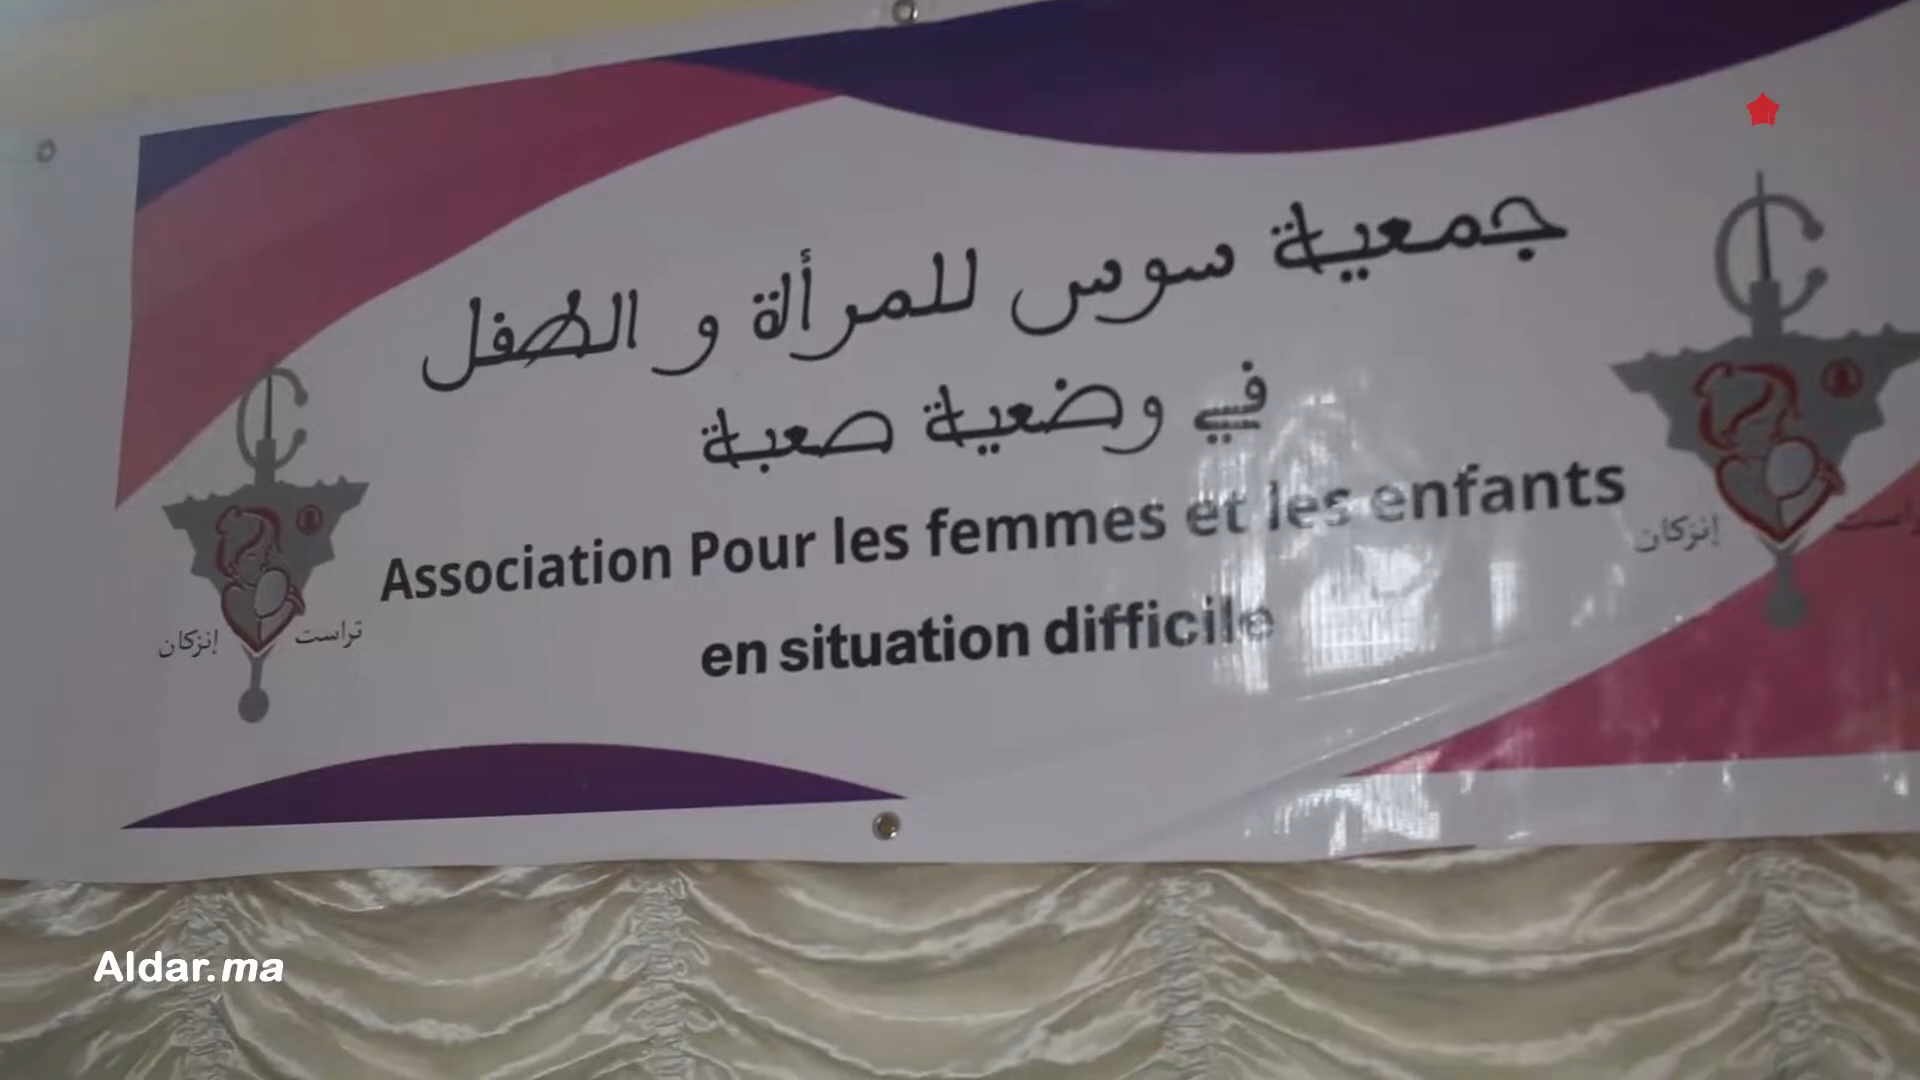 جمعية سوس للمرأة و الطفل
في وضعية صعبة
Association Pour les femmes et les enfants
en situation difficile
إنزكان تراست
إنزكان تراست
Aldar.ma